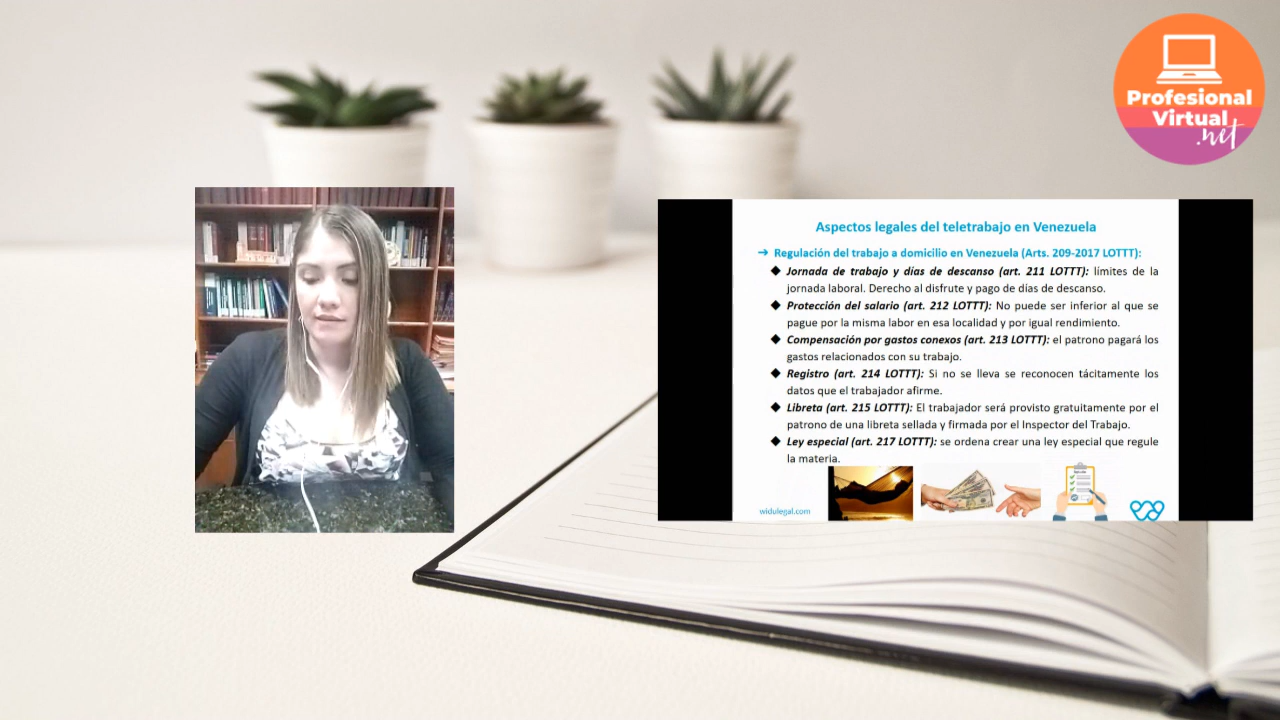 Profesional
Virtual
.net
Aspectos legales del teletrabajo en Venezuela
➔ Regulación del trabajo a domicilio en Venezuela (Arts. 209-2017 LOTTT):
◆ Jornada de trabajo y días de descanso (art. 211 LOTTT): límites de la
jornada laboral. Derecho al disfrute y pago de días de descanso.
◆ Protección del salario (art. 212 LOTTT): No puede ser inferior al que se
pague por la misma labor en esa localidad y por igual rendimiento.
◆ Compensación por gastos conexos (art. 213 LOTTT): el patrono pagará los
gastos relacionados con su trabajo.
◆ Registro (art. 214 LOTTT): Si no se lleva se reconocen tácitamente los
datos que el trabajador afirme.
◆ Libreta (art. 215 LOTTT): El trabajador será provisto gratuitamente por el
patrono de una libreta sellada y firmada por el Inspector del Trabajo.
◆ Ley especial (art. 217 LOTTT): se ordena crear una ley especial que regule
la materia.
widulegal.com